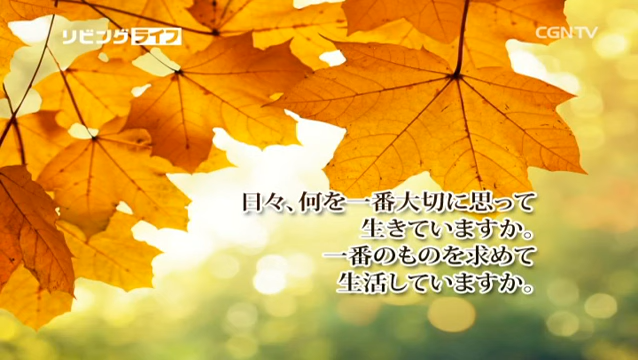 リビングライフ
CGNTV
日々、何を一番大切に思って
生きていますか。
一番のものを求めて
生活していますか。